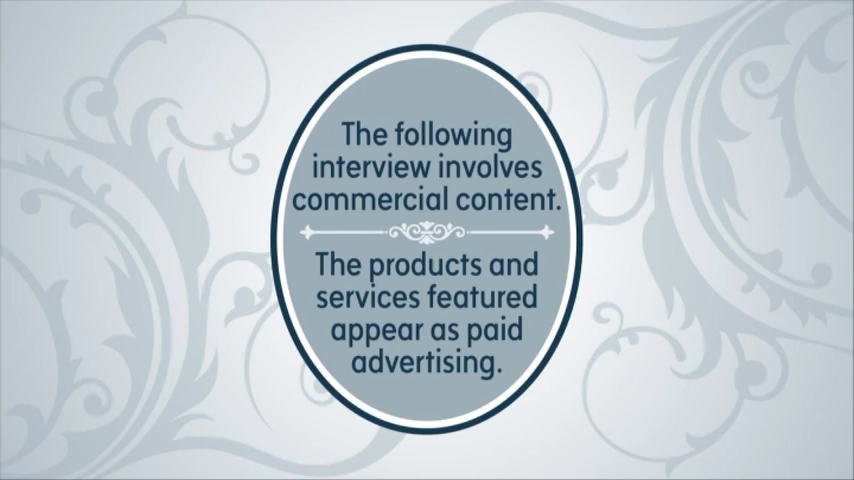 The following
interview involves
commercial content.
The products and
services featured
appear as paid
advertising.